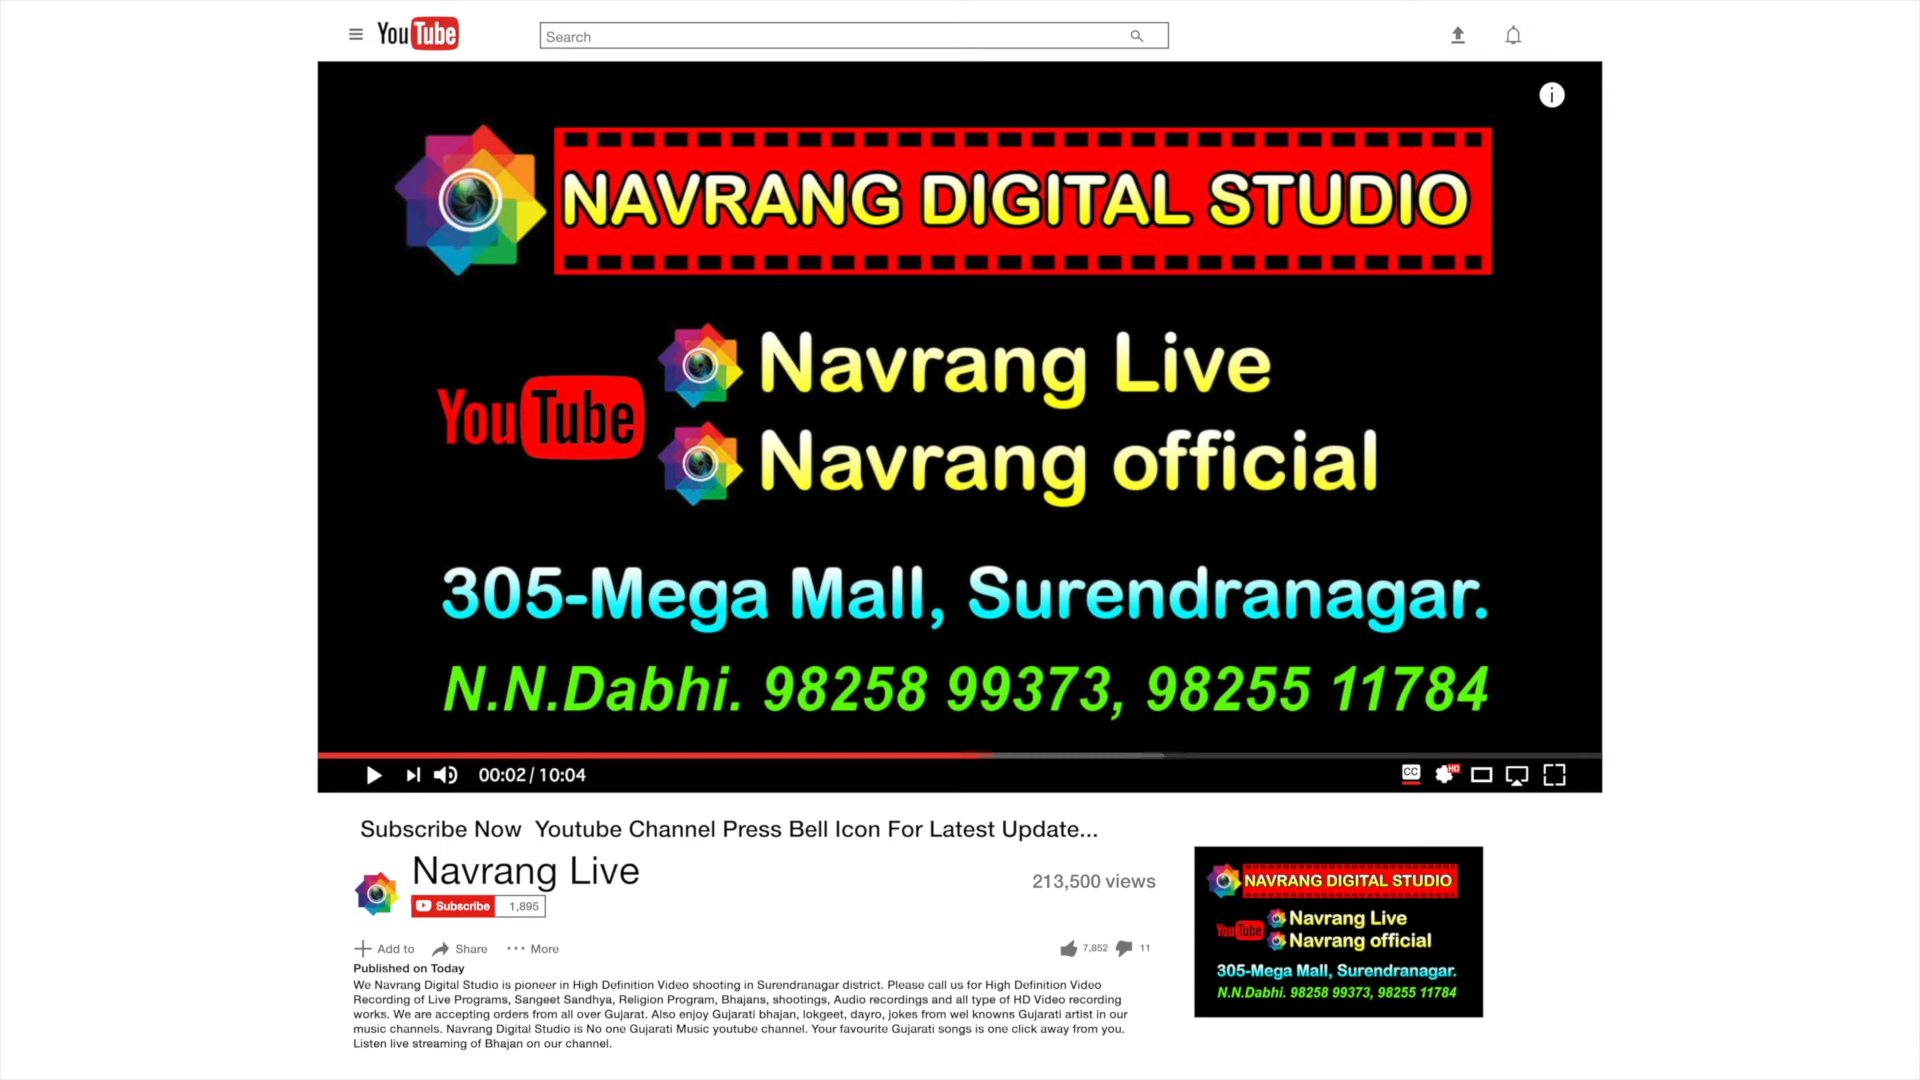 YouTube
Search
NAVRANG DIGITAL STUDIO
YouTube
Navrang Live
Navrang official
305-Mega Mall, Surendranagar.
N.N.Dabhi. 98258 99373, 98255 11784
00:02 / 10:04
CC
HD
Subscribe Now Youtube Channel Press Bell Icon For Latest Update...
Navrang Live
Subscribe 1,895
213,500 views
Add to Share More
7,852 11
Published on Today
We Navrang Digital Studio is pioneer in High Definition Video shooting in Surendranagar district. Please call us for High Definition Video
Recording of Live Programs, Sangeet Sandhya, Religion Program, Bhajans, shootings, Audio recordings and all type of HD Video recording
works. We are accepting orders from all over Gujarat. Also enjoy Gujarati bhajan, lokgeet, dayro, jokes from wel knowns Gujarati artist in our
music channels. Navrang Digital Studio is No one Gujarati Music youtube channel. Your favourite Gujarati songs is one click away from you.
Listen live streaming of Bhajan on our channel.
NAVRANG DIGITAL STUDIO
YouTube
Navrang Live
Navrang official
305-Mega Mall, Surendranagar.
N.N.Dabhi. 98258 99373, 98255 11784